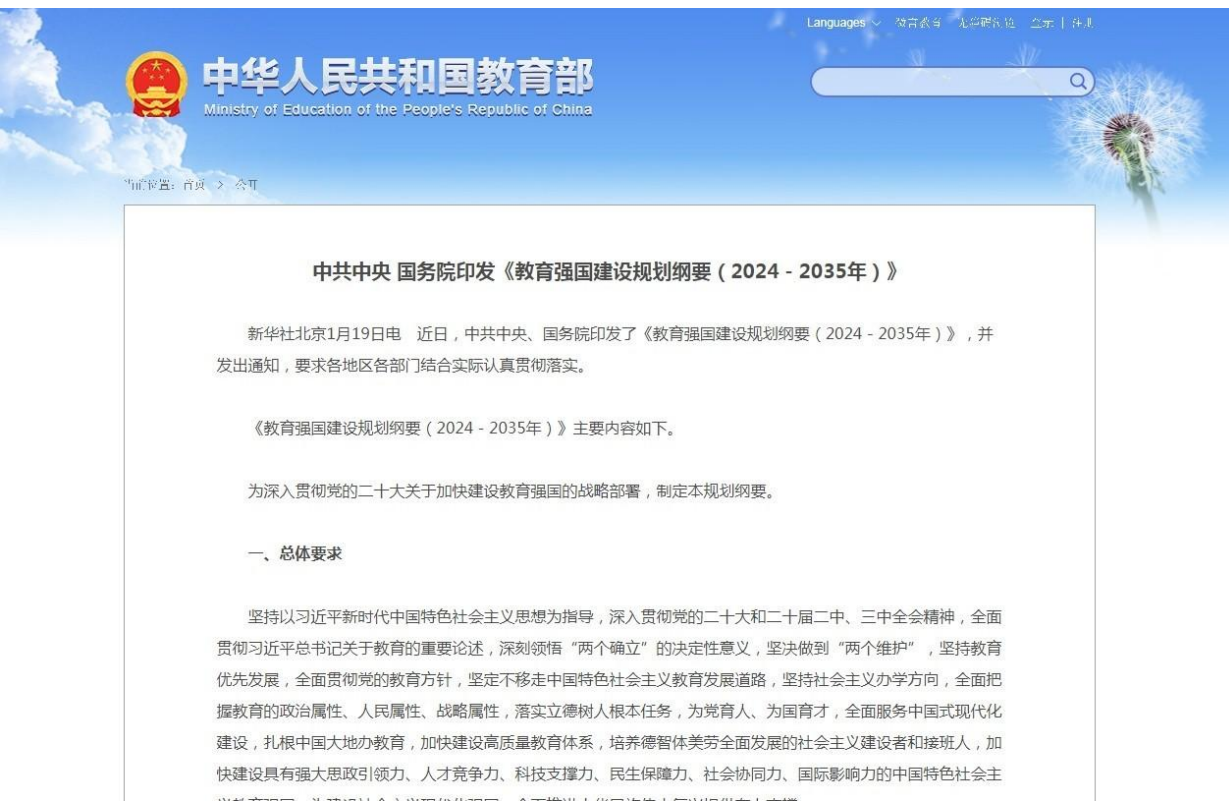 Languages 微言教育 无障碍浏览 登录 | 注册
中华人民共和国教育部
Ministry of Education of the People's Republic of China
当前位置: 首页 > 公开
中共中央 国务院印发《教育强国建设规划纲要（2024－2035年）》
新华社北京1月19日电　近日，中共中央、国务院印发了《教育强国建设规划纲要（2024－2035年）》，并
发出通知，要求各地区各部门结合实际认真贯彻落实。
《教育强国建设规划纲要（2024－2035年）》主要内容如下。
为深入贯彻党的二十大关于加快建设教育强国的战略部署，制定本规划纲要。
一、总体要求
坚持以习近平新时代中国特色社会主义思想为指导，深入贯彻党的二十大和二十届二中、三中全会精神，全面
贯彻习近平总书记关于教育的重要论述，深刻领悟“两个确立”的决定性意义，坚决做到“两个维护”，坚持教育
优先发展，全面贯彻党的教育方针，坚定不移走中国特色社会主义教育发展道路，坚持社会主义办学方向，全面把
握教育的政治属性、人民属性、战略属性，落实立德树人根本任务，为党育人、为国育才，全面服务中国式现代化
建设，扎根中国大地办教育，加快建设高质量教育体系，培养德智体美劳全面发展的社会主义建设者和接班人，加
快建设具有强大思政引领力、人才竞争力、科技支撑力、民生保障力、社会协同力、国际影响力的中国特色社会主